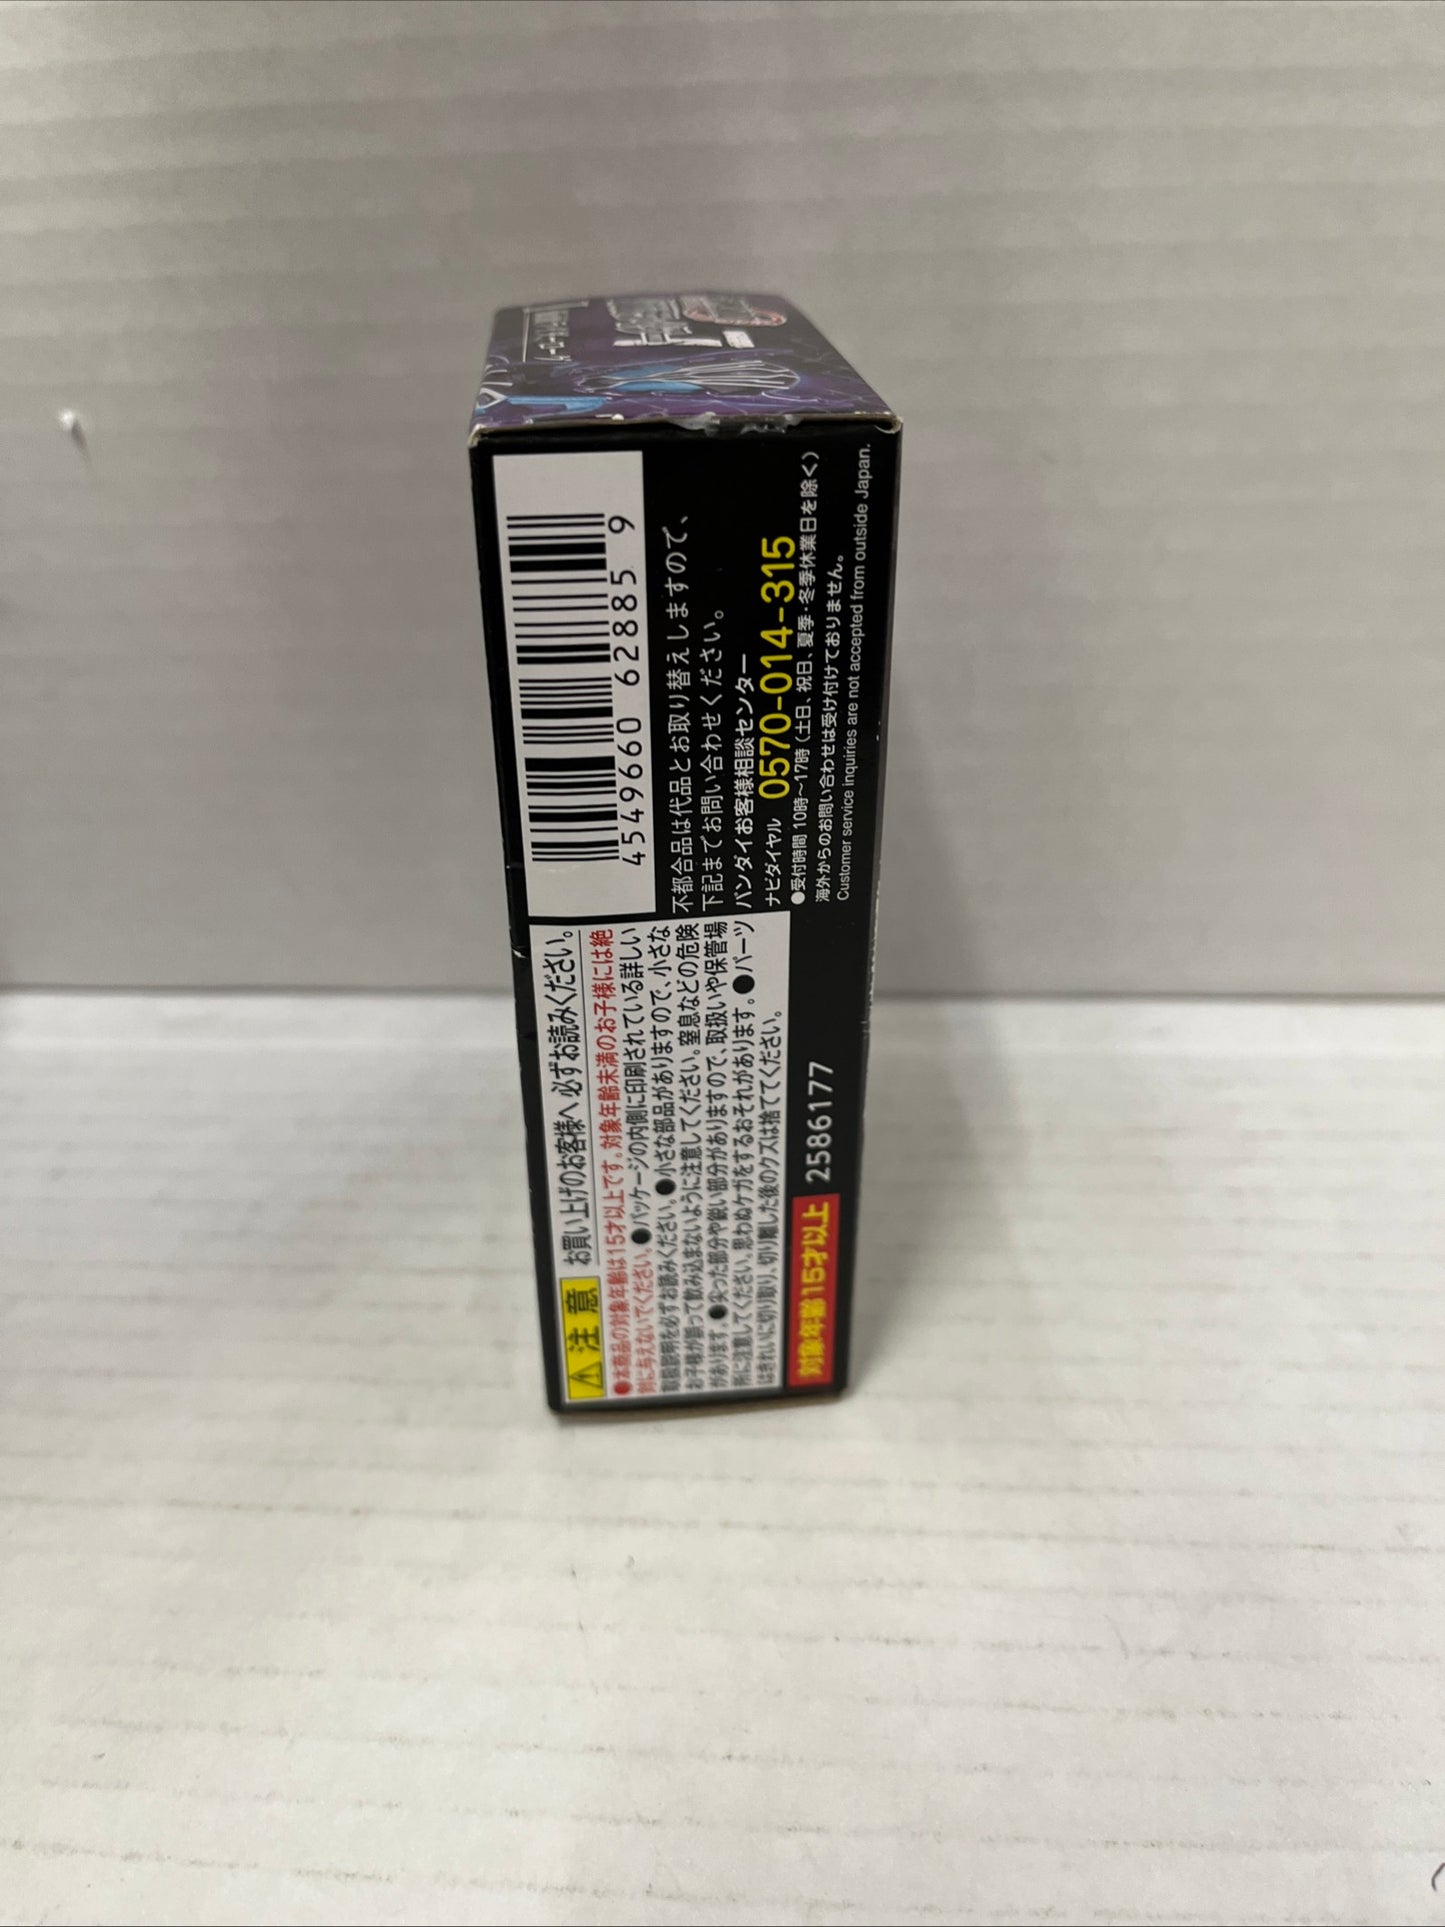 4549660 628859
不都合品は代品とお取り替えしますので、
下記までお問い合わせください。
バンダイお客様相談センター
ナビダイヤル 0570-014-315
●受付時間 10時〜17時（土日、祝日、夏季・冬季休業日を除く）
海外からのお問い合わせは受け付けておりません。
Customer service inquiries are not accepted from outside Japan.
注意 お買い上げのお客様へ 必ずお読みください。
●本商品の対象年齢は15才以上です。対象年齢未満のお子様には絶
対に与えないでください。●パッケージの内側に印刷されている詳しい
取扱説明を必ずお読みください。●小さな部品がありますので、小さな
お子様が誤って飲み込まないように注意してください。窒息などの危険
があります。●尖った部分や鋭い部分がありますので、取扱いや保管場
所に注意してください。思わぬケガをするおそれがあります。●パーツ
はきれいに切り取り、切り離した後のクズは捨ててください。
対象年齢15才以上 2586177